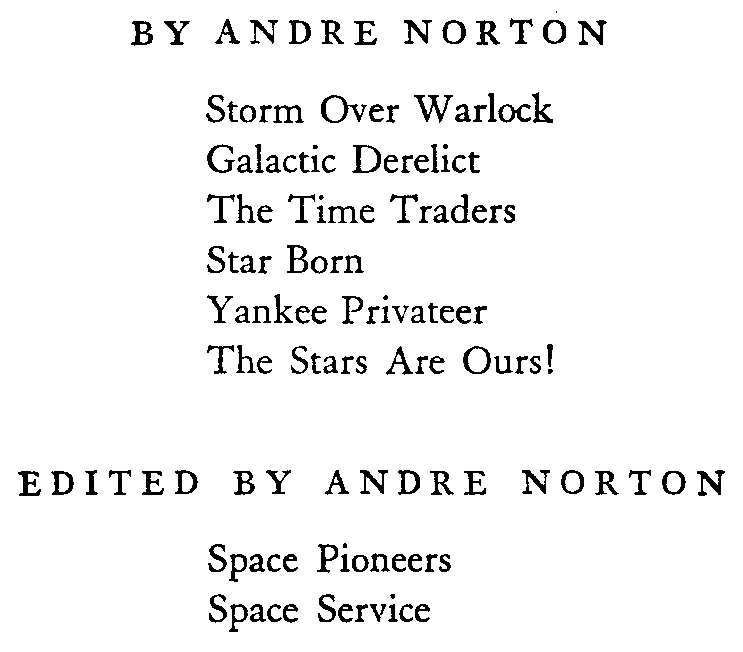 BY ANDRE NORTON
Storm Over Warlock
Galactic Derelict
The Time Traders
Star Born
Yankee Privateer
The Stars Are Ours!
EDITED BY ANDRE NORTON
Space Pioneers
Space Service